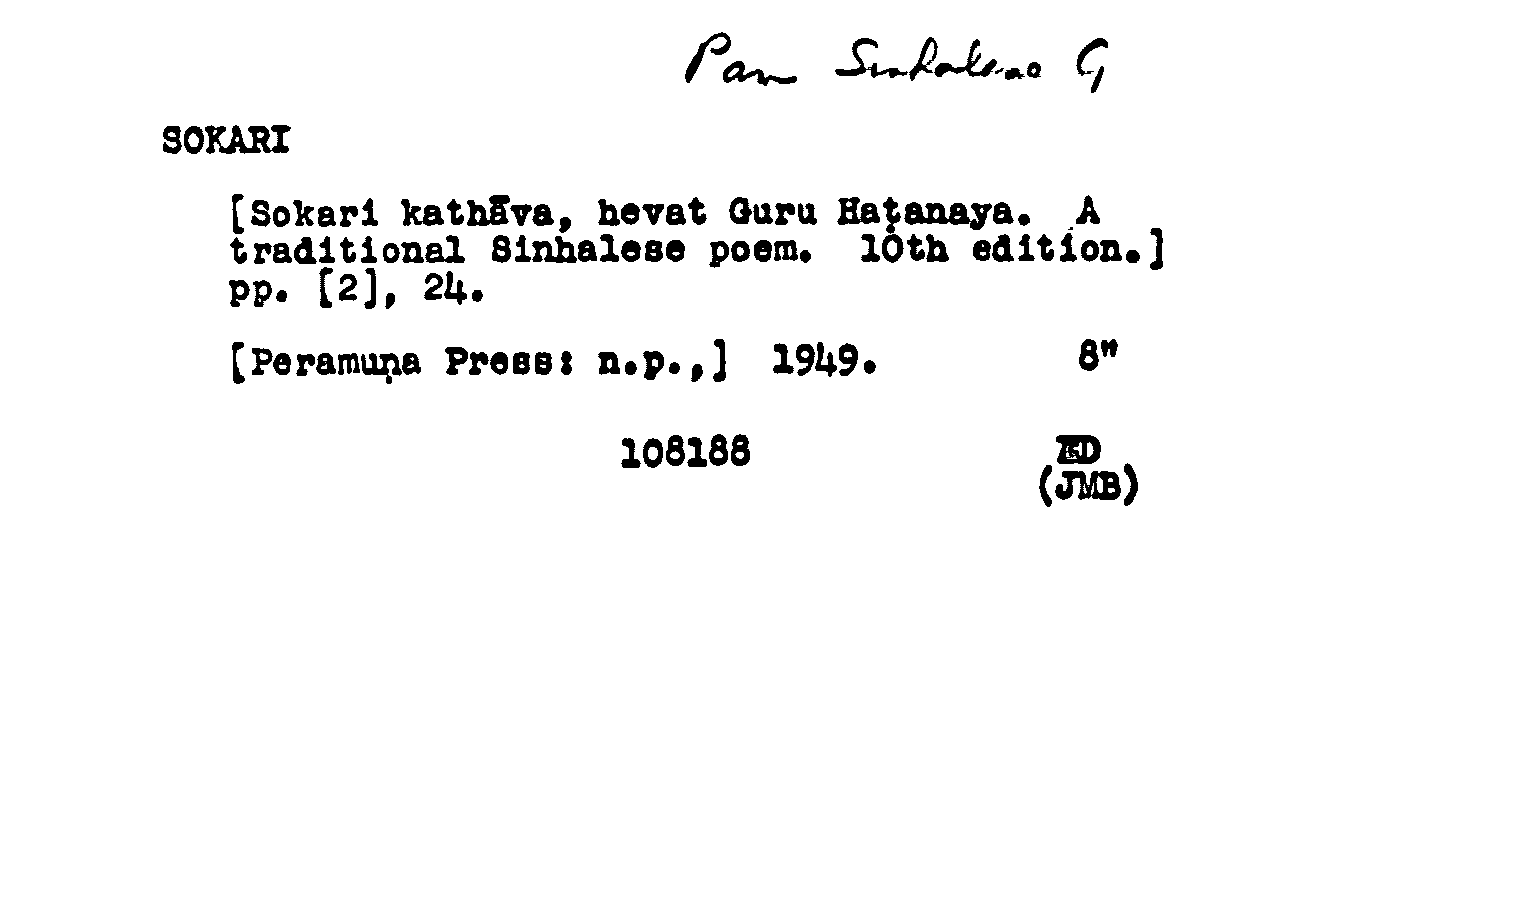 Pam Sinhalese G
SOKARI
[Sokari kathāva, hevat Guru Haṭanaya. A
traditional Sinhalese poem. 10th edition.]
pp. [2], 24.
[Peramuṇa Press: n.p.,] 1949. 8"
108188
(JMB)